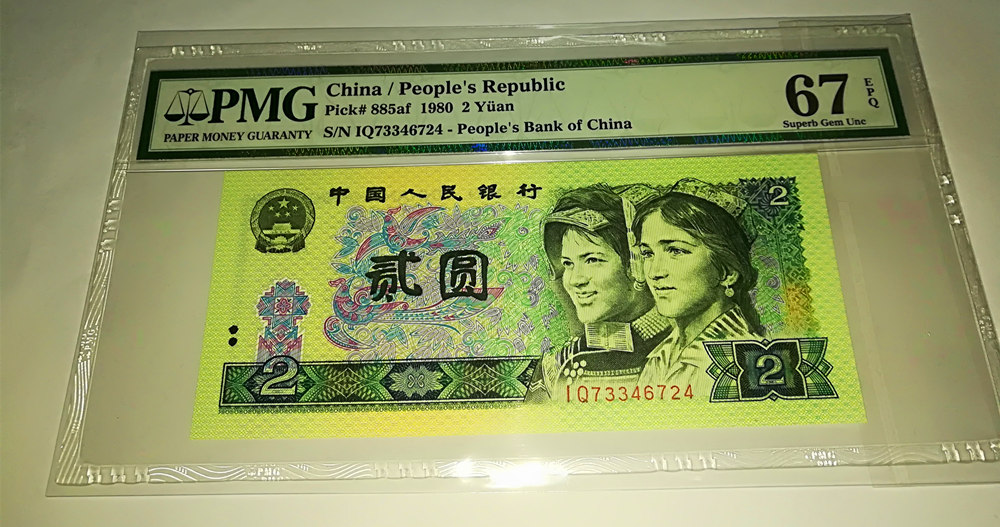 PMG
PAPER MONEY GUARANTY
China / People's Republic
Pick# 885af 1980 2 Yüan
S/N IQ73346724 - People's Bank of China
67
EPQ
Superb Gem Unc
中国人民银行
2
贰圆
2
2
IQ73346724
PMG